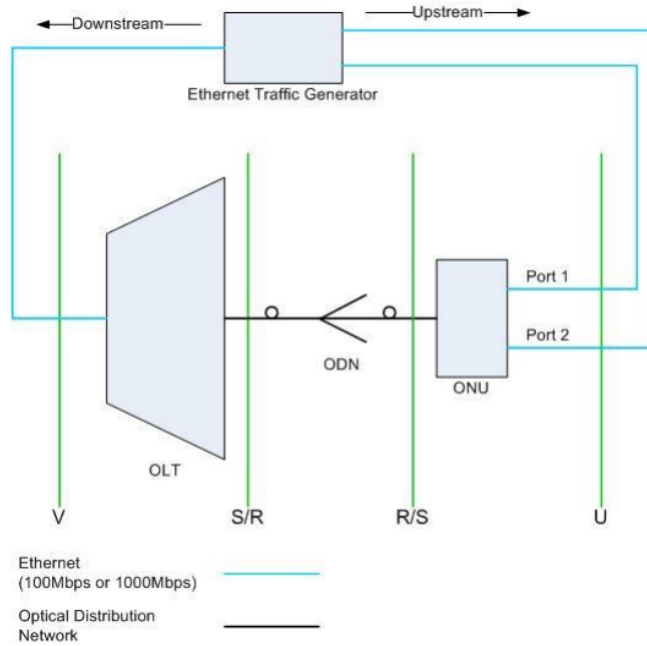 Downstream
Upstream
Ethernet Traffic Generator
Port 1
Port 2
ODN
ONU
OLT
V
S/R
R/S
U
Ethernet
(100Mbps or 1000Mbps)
Optical Distribution
Network